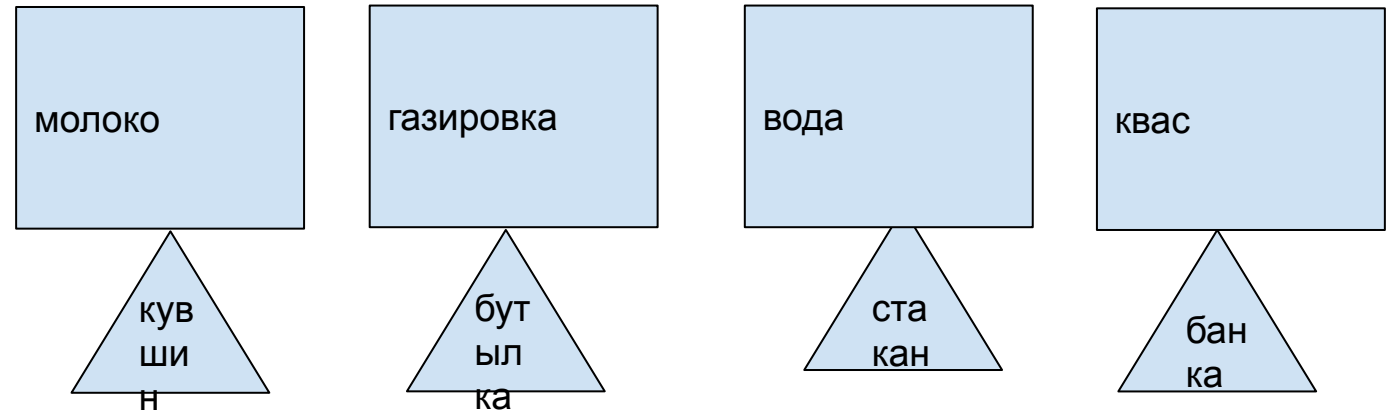 молоко
газировка
вода
квас
кув
ши
н
бут
ыл
ка
ста
кан
бан
ка